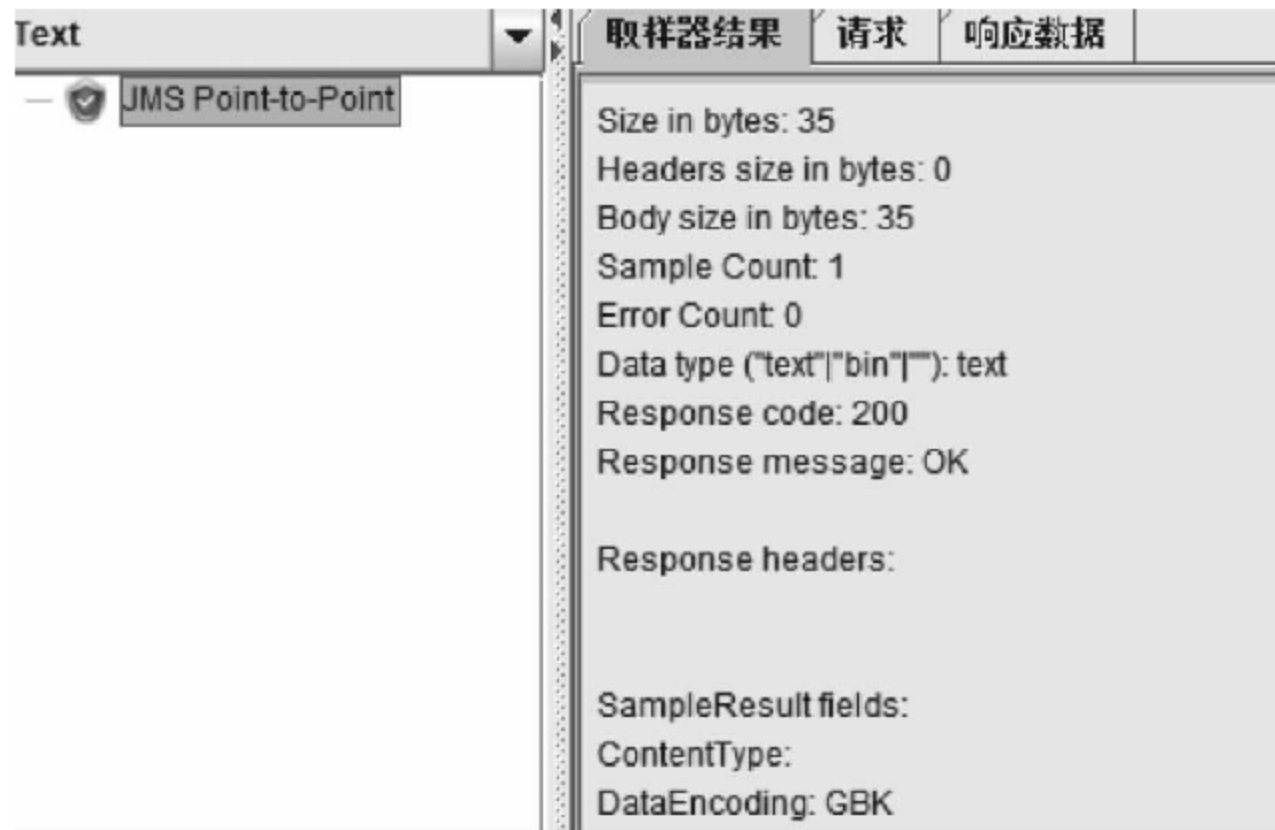 Text
取样器结果 请求 响应数据
JMS Point-to-Point
Size in bytes: 35
Headers size in bytes: 0
Body size in bytes: 35
Sample Count: 1
Error Count: 0
Data type ("text"|"bin"|""): text
Response code: 200
Response message: OK
Response headers:
SampleResult fields:
ContentType:
DataEncoding: GBK